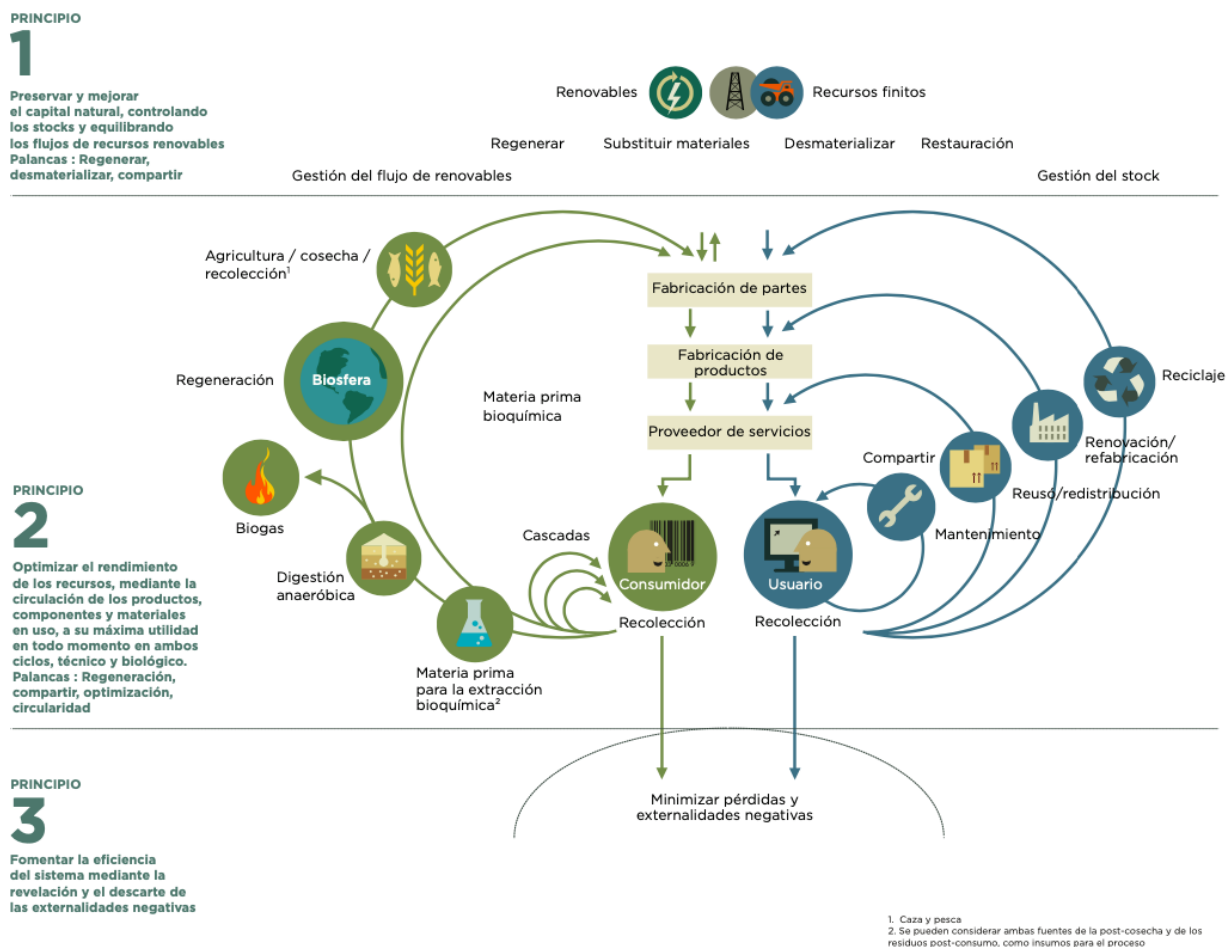 PRINCIPIO
1
Preservar y mejorar
el capital natural, controlando
los stocks y equilibrando
los flujos de recursos renovables
Palancas : Regenerar,
desmaterializar, compartir
Renovables
Recursos finitos
Regenerar
Substituir materiales
Desmaterializar
Restauración
Gestión del flujo de renovables
Gestión del stock
PRINCIPIO
2
Optimizar el rendimiento
de los recursos, mediante la
circulación de los productos,
componentes y materiales
en uso, a su máxima utilidad
en todo momento en ambos
ciclos, técnico y biológico.
Palancas : Regeneración,
compartir, optimización,
circularidad
Agricultura / cosecha /
recolección¹
Regeneración
Biosfera
Biogas
Digestión
anaeróbica
Materia prima
para la extracción
bioquímica²
Materia prima
bioquímica
Cascadas
Fabricación de partes
Fabricación de
productos
Proveedor de servicios
Consumidor
Recolección
Usuario
Recolección
Compartir
Mantenimiento
Reusó/redistribución
Renovación/
refabricación
Reciclaje
PRINCIPIO
3
Fomentar la eficiencia
del sistema mediante la
revelación y el descarte de
las externalidades negativas
Minimizar pérdidas y
externalidades negativas
1. Caza y pesca
2. Se pueden considerar ambas fuentes de la post-cosecha y de los
residuos post-consumo, como insumos para el proceso